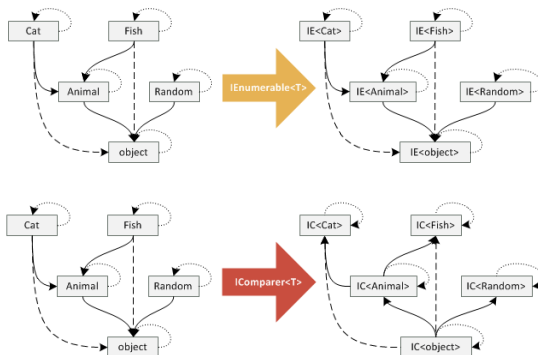 Cat
Fish
IE<Cat>
IE<Fish>
Animal
Random
IEnumerable<T>
IE<Animal>
IE<Random>
object
IE<object>
Cat
Fish
IC<Cat>
IC<Fish>
Animal
Random
IComparer<T>
IC<Animal>
IC<Random>
object
IC<object>